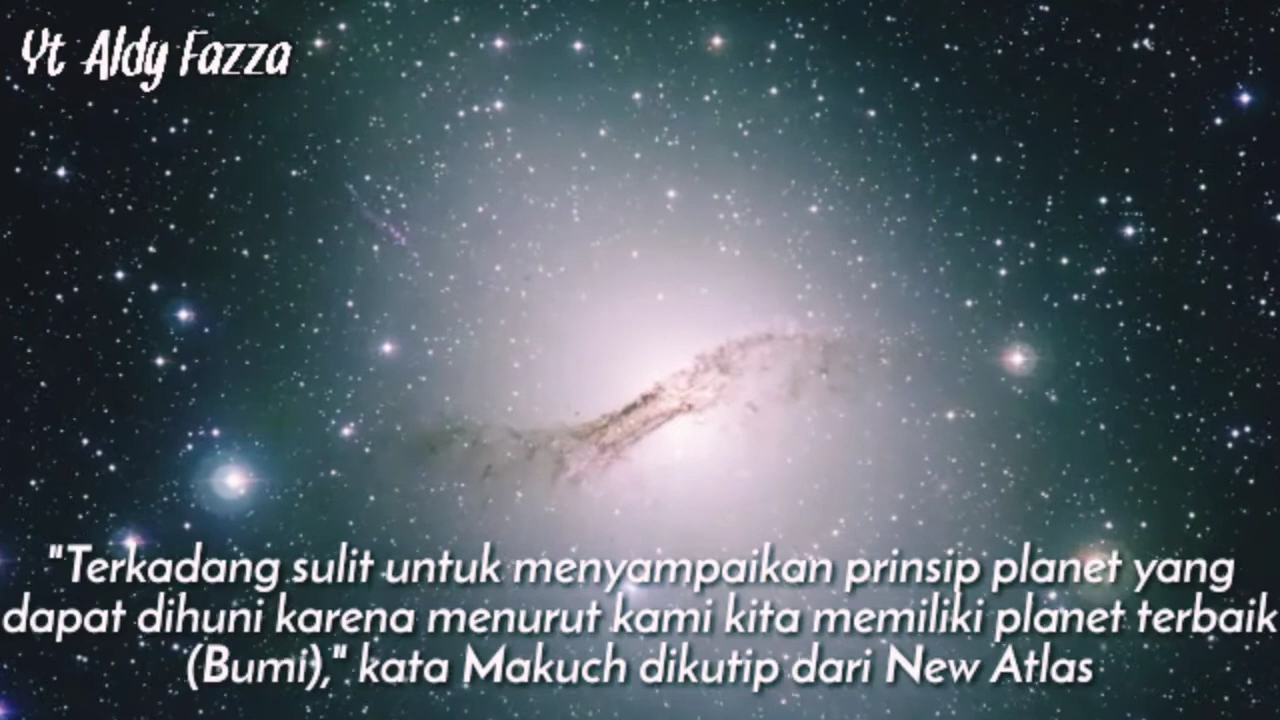 Yt Aldy Fazza
"Terkadang sulit untuk menyampaikan prinsip planet yang
dapat dihuni karena menurut kami kita memiliki planet terbaik
(Bumi)," kata Makuch dikutip dari New Atlas